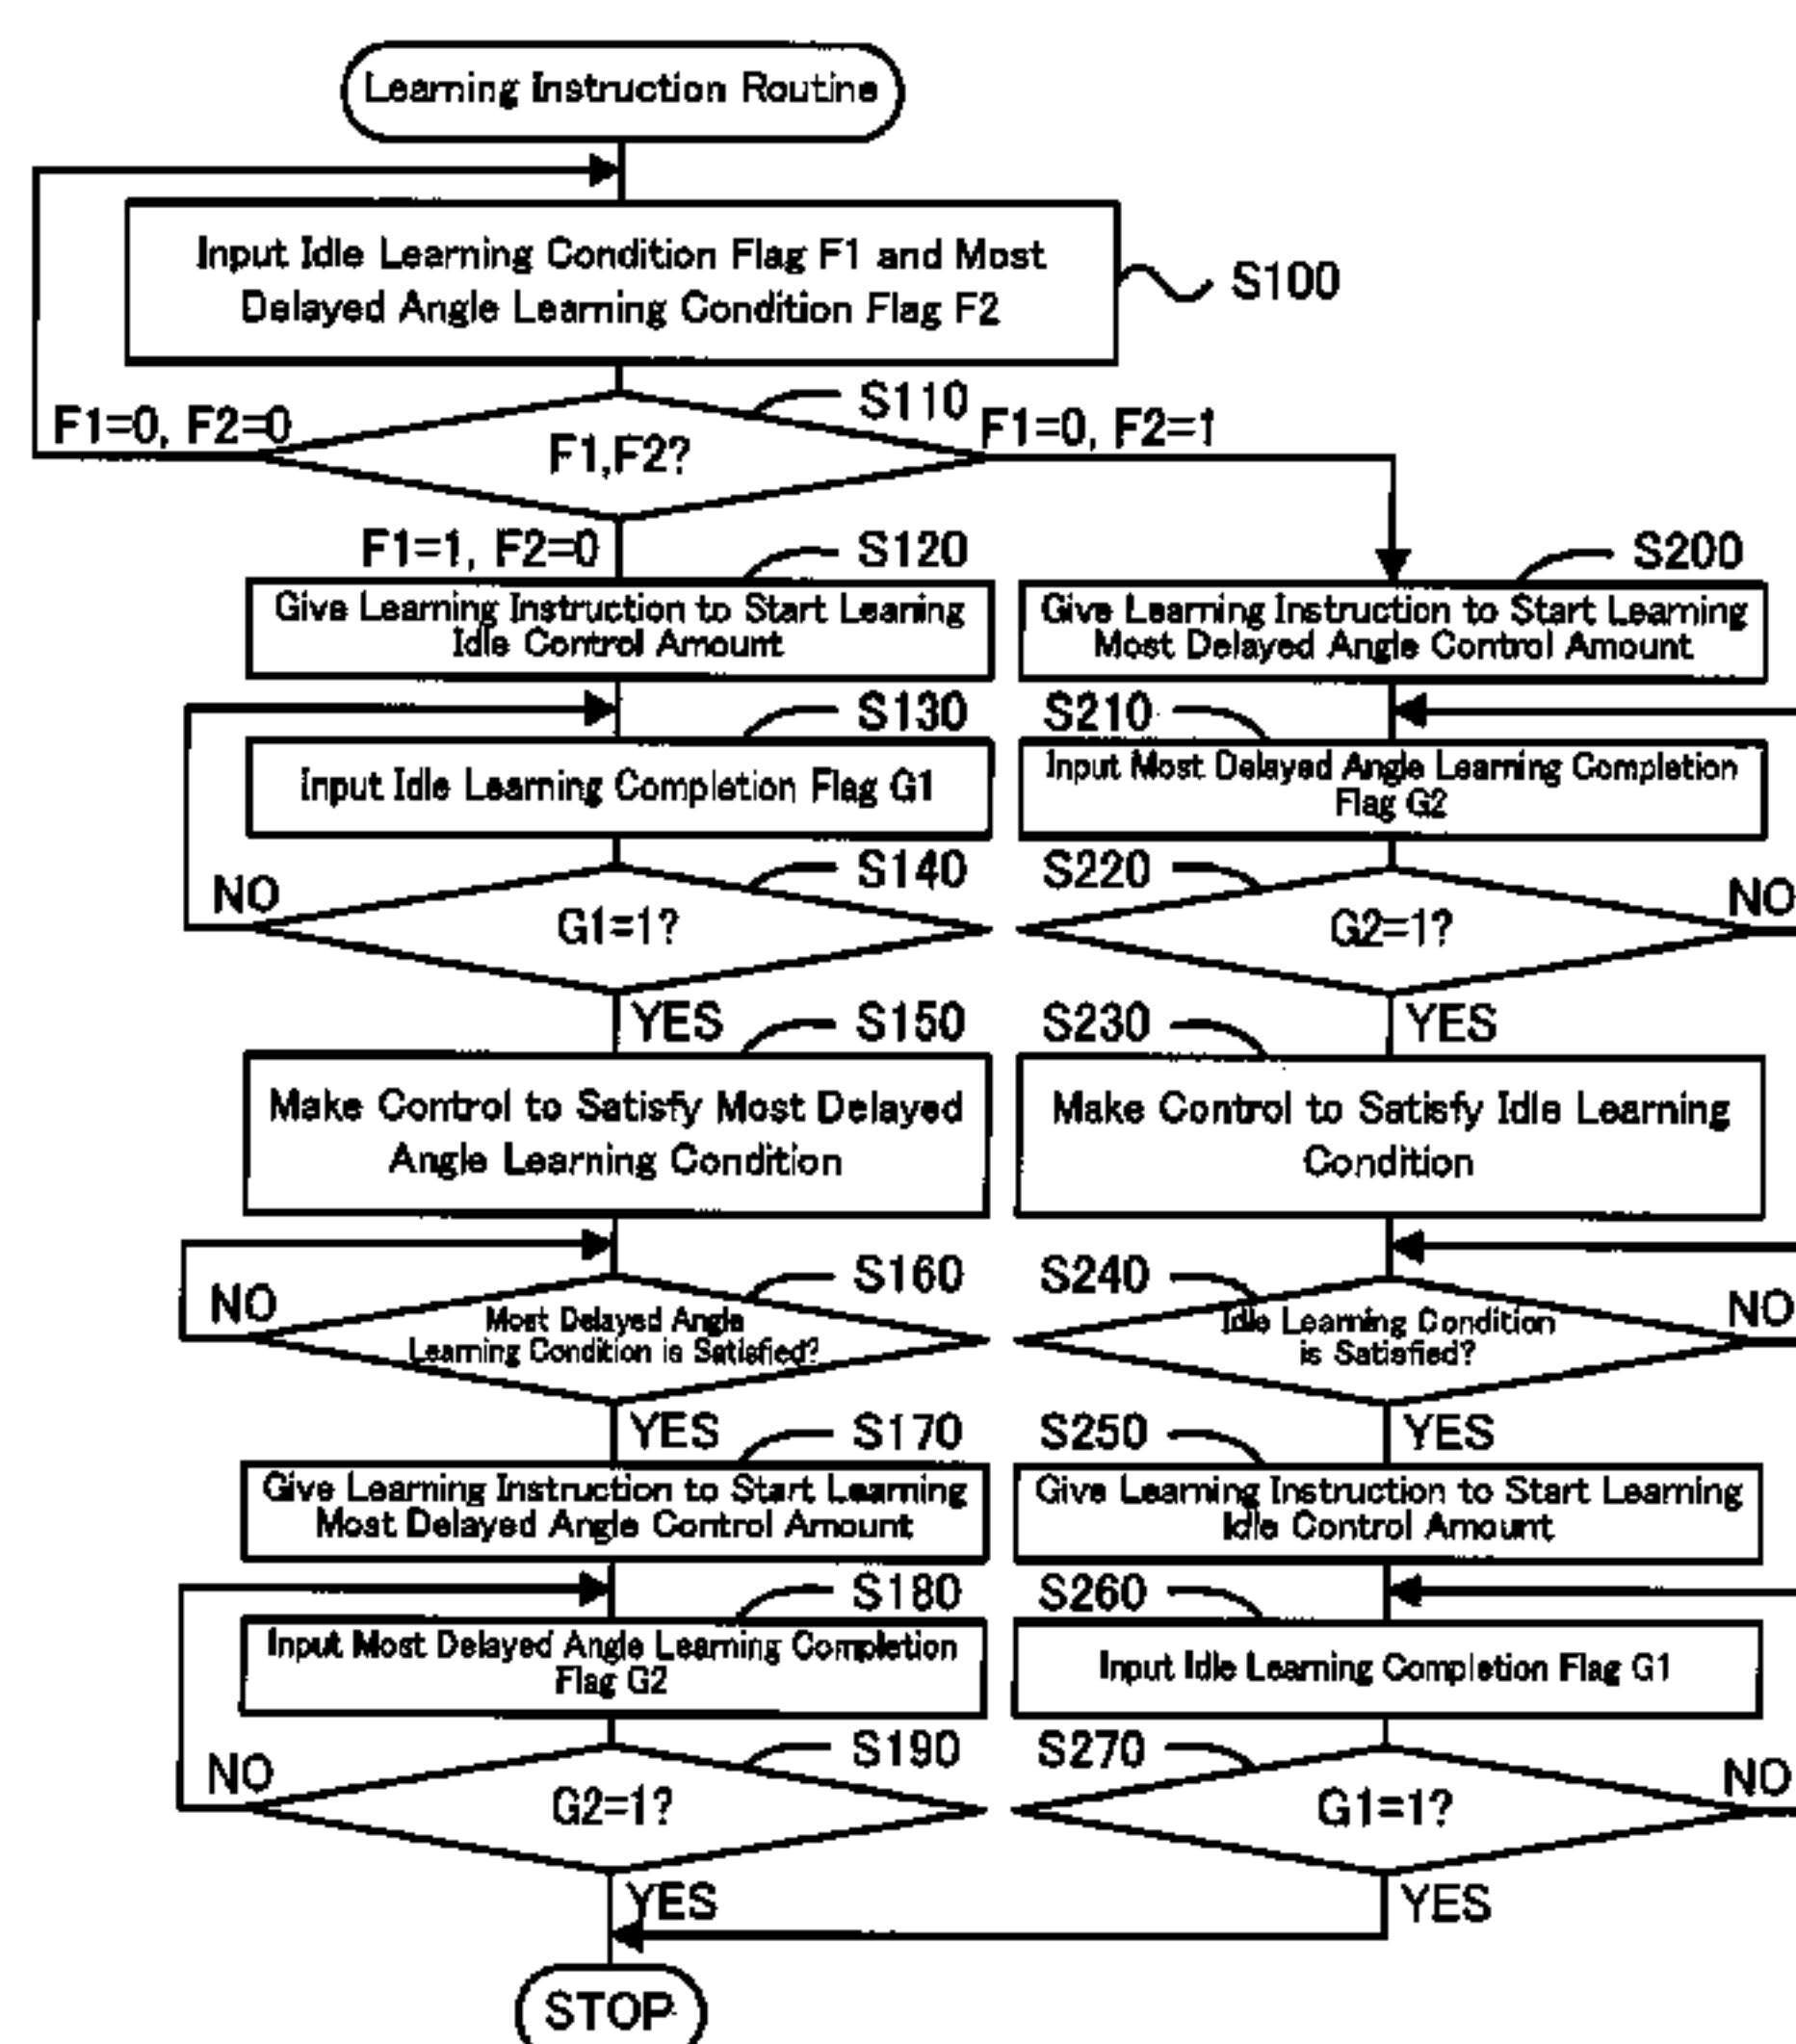 Learning Instruction Routine
Input Idle Learning Condition Flag F1 and Most
Delayed Angle Learning Condition Flag F2
S100
S110
F1=0, F2=0
F1,F2?
F1=0, F2=1
F1=1, F2=0
S120
Give Learning Instruction to Start Learning
Idle Control Amount
S130
Input Idle Learning Completion Flag G1
S140
NO
G1=1?
YES
S150
Make Control to Satisfy Most Delayed
Angle Learning Condition
S160
NO
Most Delayed Angle
Learning Condition is Satisfied?
YES
S170
Give Learning Instruction to Start Learning
Most Delayed Angle Control Amount
S180
Input Most Delayed Angle Learning Completion
Flag G2
S190
NO
G2=1?
YES
S200
Give Learning Instruction to Start Learning
Most Delayed Angle Control Amount
S210
Input Most Delayed Angle Learning Completion
Flag G2
S220
NO
G2=1?
YES
S230
Make Control to Satisfy Idle Learning
Condition
S240
NO
Idle Learning Condition
is Satisfied?
YES
S250
Give Learning Instruction to Start Learning
Idle Control Amount
S260
Input Idle Learning Completion Flag G1
S270
NO
G1=1?
YES
STOP